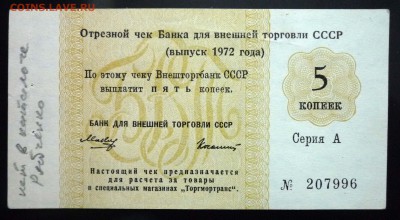 COINS.LAVE.RU
Отрезной чек Банка для внешней торговли СССР
(выпуск 1972 года)
По этому чеку Внешторгбанк СССР
выплатит ПЯТЬ копеек.
БАНК ДЛЯ ВНЕШНЕЙ ТОРГОВЛИ СССР
Настоящий чек предназначается
для расчета за товары
в специальных магазинах „Торгмортранс".
5
КОПЕЕК
Серия А
№ 207996
нет в каталоге